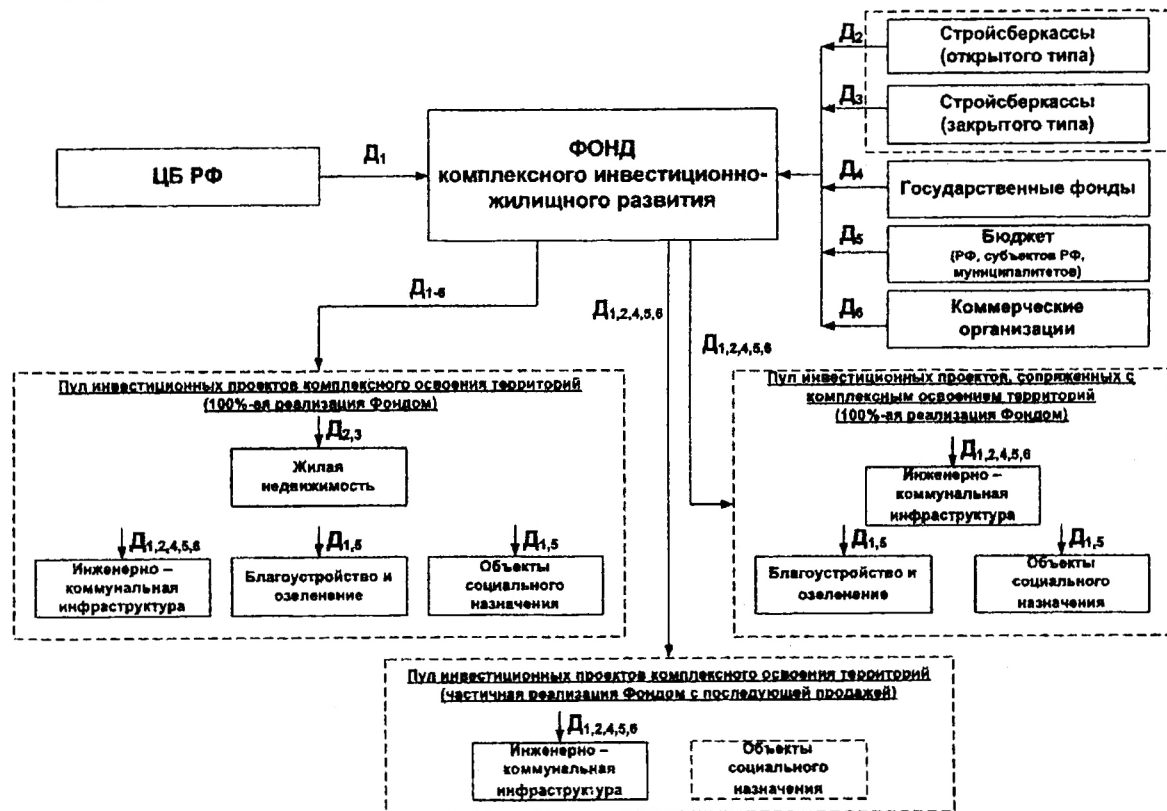 Д2
Стройсберкассы
(открытого типа)
Д3
Стройсберкассы
(закрытого типа)
ЦБ РФ
Д1
ФОНД
комплексного инвестиционно-
жилищного развития
Д4
Государственные фонды
Д5
Бюджет
(РФ, субъектов РФ,
муниципалитетов)
Д6
Коммерческие
организации
Д1-6
Д1,2,4,5,6
Д1,2,4,5,6
Пул инвестиционных проектов комплексного освоения территорий
(100%-ая реализация Фондом)
Д2,3
Жилая
недвижимость
Д1,2,4,5,6
Инженерно –
коммунальная
инфраструктура
Д1,5
Благоустройство и
озеленение
Д1,5
Объекты
социального
назначения
Пул инвестиционных проектов, сопряженных с
комплексным освоением территорий
(100%-ая реализация Фондом)
Д1,2,4,5,6
Инженерно –
коммунальная
инфраструктура
Д1,5
Благоустройство и
озеленение
Д1,5
Объекты
социального
назначения
Пул инвестиционных проектов комплексного освоения территорий
(частичная реализация Фондом с последующей продажей)
Д1,2,4,5,6
Инженерно –
коммунальная
инфраструктура
Объекты
социального
назначения